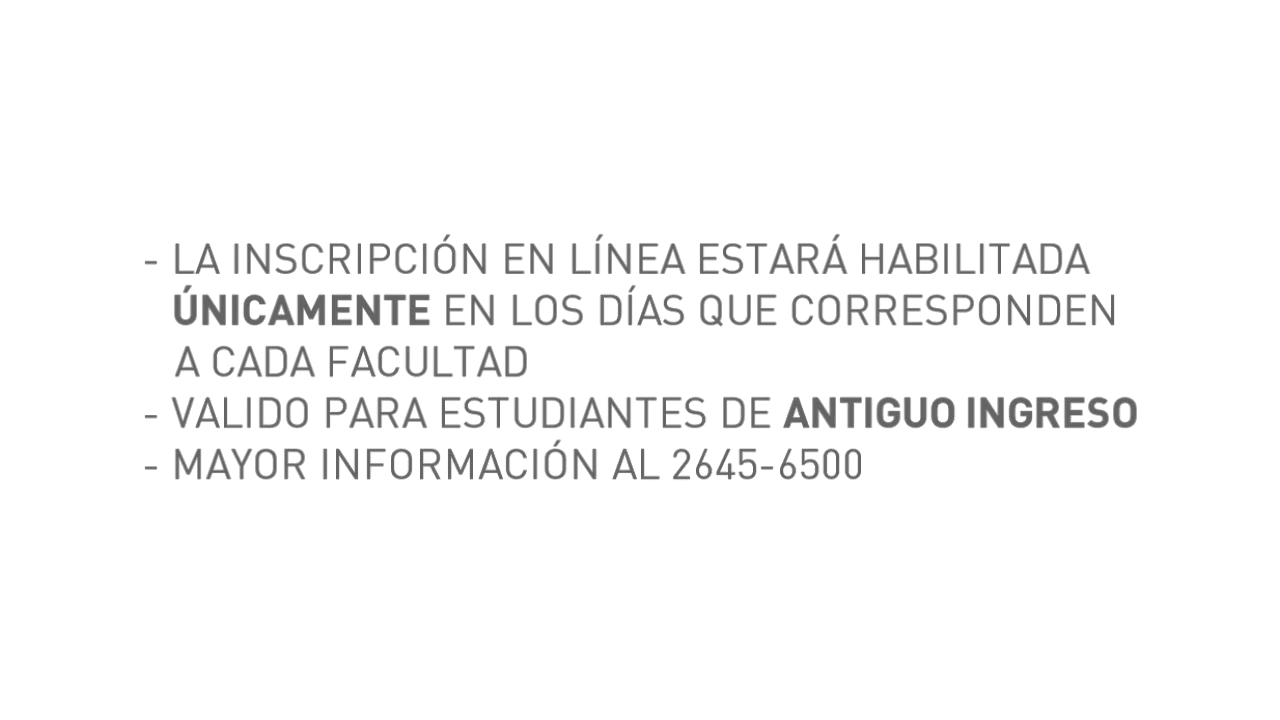 - LA INSCRIPCIÓN EN LÍNEA ESTARÁ HABILITADA
ÚNICAMENTE EN LOS DÍAS QUE CORRESPONDEN
A CADA FACULTAD
- VALIDO PARA ESTUDIANTES DE ANTIGUO INGRESO
- MAYOR INFORMACIÓN AL 2645-6500